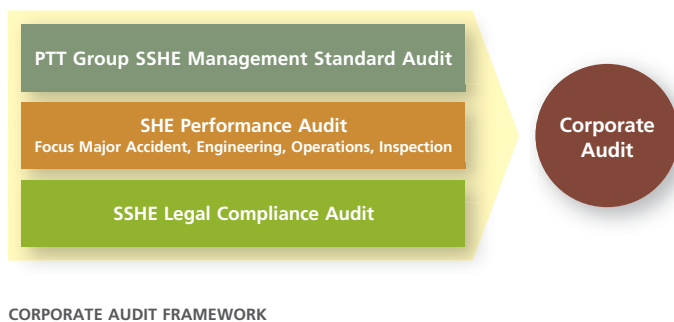 PTT Group SSHE Management Standard Audit
SHE Performance Audit
Focus Major Accident, Engineering, Operations, Inspection
SSHE Legal Compliance Audit
Corporate
Audit
CORPORATE AUDIT FRAMEWORK